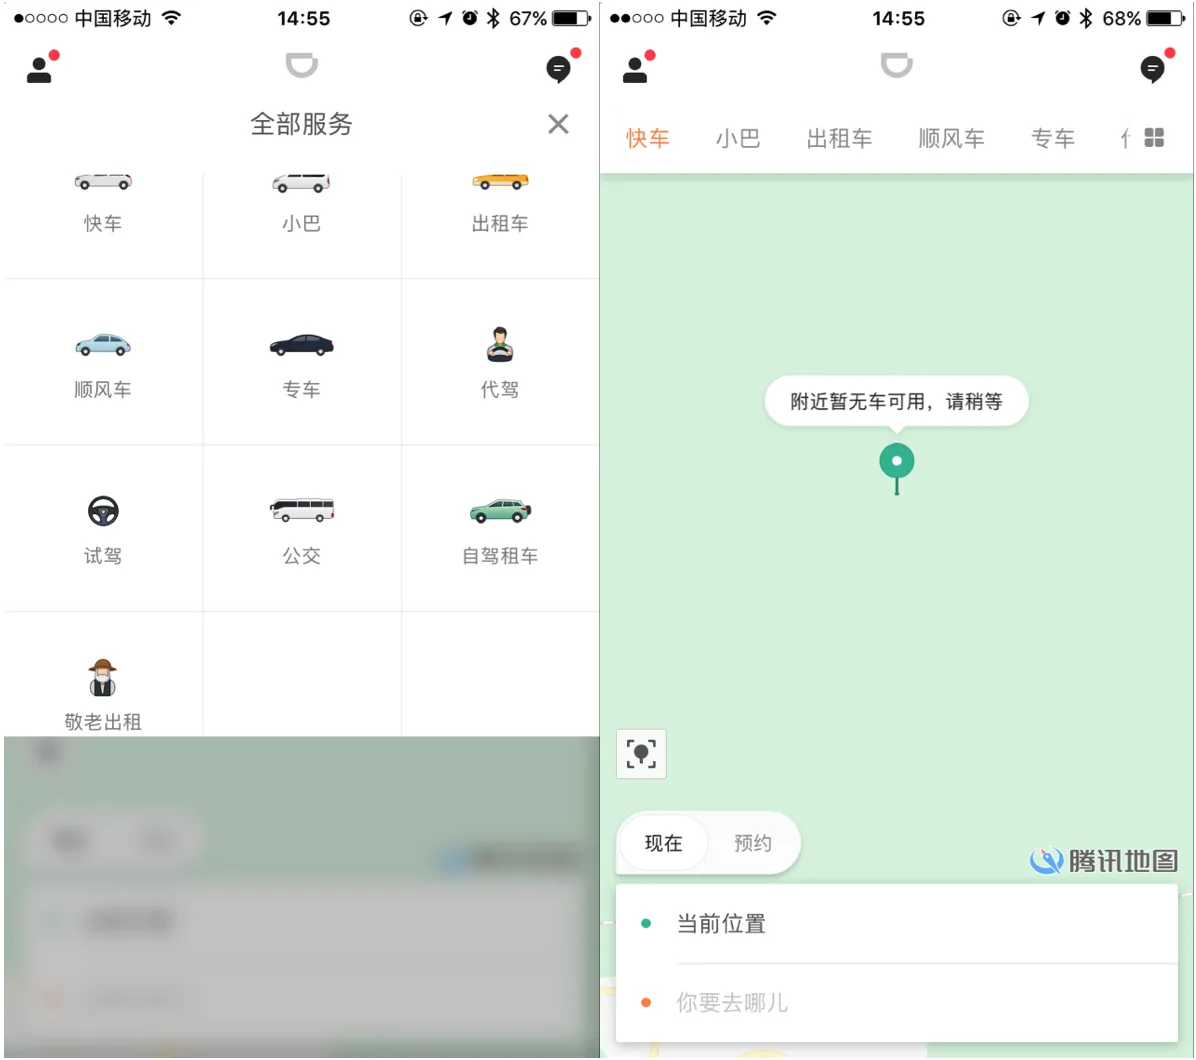 中国移动 14:55 67%
全部服务
快车 小巴 出租车
顺风车 专车 代驾
试驾 公交 自驾租车
敬老出租
中国移动 14:55 68%
快车 小巴 出租车 顺风车 专车
附近暂无车可用，请稍等
现在 预约
腾讯地图
当前位置
你要去哪儿